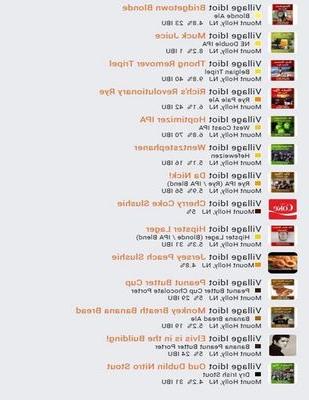 Village Idiot Bridgetown Blonde
Blonde Ale
Mount Holly, NJ 4.8% 23 IBU
Village Idiot Muck Juice
NE Double IPA
Mount Holly, NJ 8.2% 1 IBU
Village Idiot Thong Remover Tripel
Belgian Tripel
Mount Holly, NJ 9.8% 40 IBU
Village Idiot Rich'rd Revolutionary Rye
Rye Pale Ale
Mount Holly, NJ 6.1% 42 IBU
Village Idiot Hoptimizer IPA
West Coast IPA
Mount Holly, NJ 6.8% 70 IBU
Village Idiot Wentzstephaner
Hefeweizen
Mount Holly, NJ 5.1% 16 IBU
Village Idiot Da Nick!
Rye IPA (Rye / IPA Blend)
Mount Holly, NJ 5.9% 56 IBU
Village Idiot Cherry Coke Slushie
Mount Holly, NJ 5%
Coke
Village Idiot Hipster Lager
Hipster Lager (Blonde / IPA Blend)
Mount Holly, NJ 5.3% 31 IBU
Village Idiot Jersey Peach Slushie
Mount Holly, NJ 4.8%
Village Idiot Peanut Butter Cup
Peanut Butter Cup Chocolate Porter
Mount Holly, NJ 5% 29 IBU
Village Idiot Monkey Breath Banana Bread
Banana Bread Ale
Mount Holly, NJ 5.2% 19 IBU
Village Idiot Elvis is in the Building!
Banana Peanut Butter Porter
Mount Holly, NJ 5% 24 IBU
Village Idiot Oud Dublin Nitro Stout
Dry Irish Stout
Mount Holly, NJ 4.2% 31 IBU